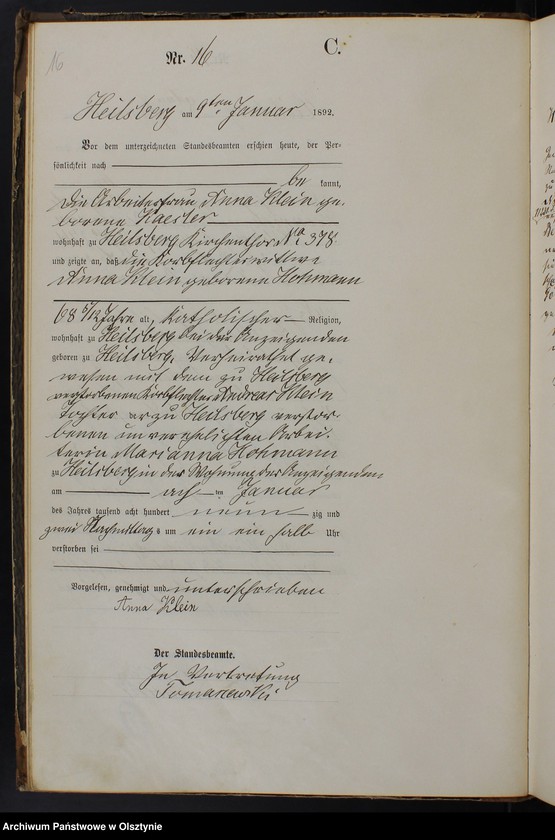 16
Nr. 16
C.
Heilsberg am 9ten Januar 1892.
Vor dem unterzeichneten Standesbeamten erschien heute, der Per-
sönlichkeit nach
be kannt,
die Arbeiterfrau Anna Klein ge-
borene Kaester
wohnhaft zu Heilsberg Kirchenthor No 378
und zeigte an, daß die Korbflechterwittwe
Anna Klein geborene Hohmann
68 5/12 Jahre alt, katholischer Religion,
wohnhaft zu Heilsberg bei der Anzeigenden
geboren zu Heilsberg, Verheirathet ge-
wesen mit dem zu Heilsberg
verstorbenen Korbflechter Andreas Klein
Tochter der zu Heilsberg verstor-
benen unverehelichten Arbei-
terin Marianna Hohmann
zu Heilsberg in der Wohnung der Anzeigenden
am acht ten Januar
des Jahres tausend acht hundert neun zig und
zwei Nachmittags um ein ein halb Uhr
verstorben sei
Vorgelesen, genehmigt und unterschrieben
Anna Klein
Der Standesbeamte.
In Vertretung
Archiwum Państwowe w Olsztynie